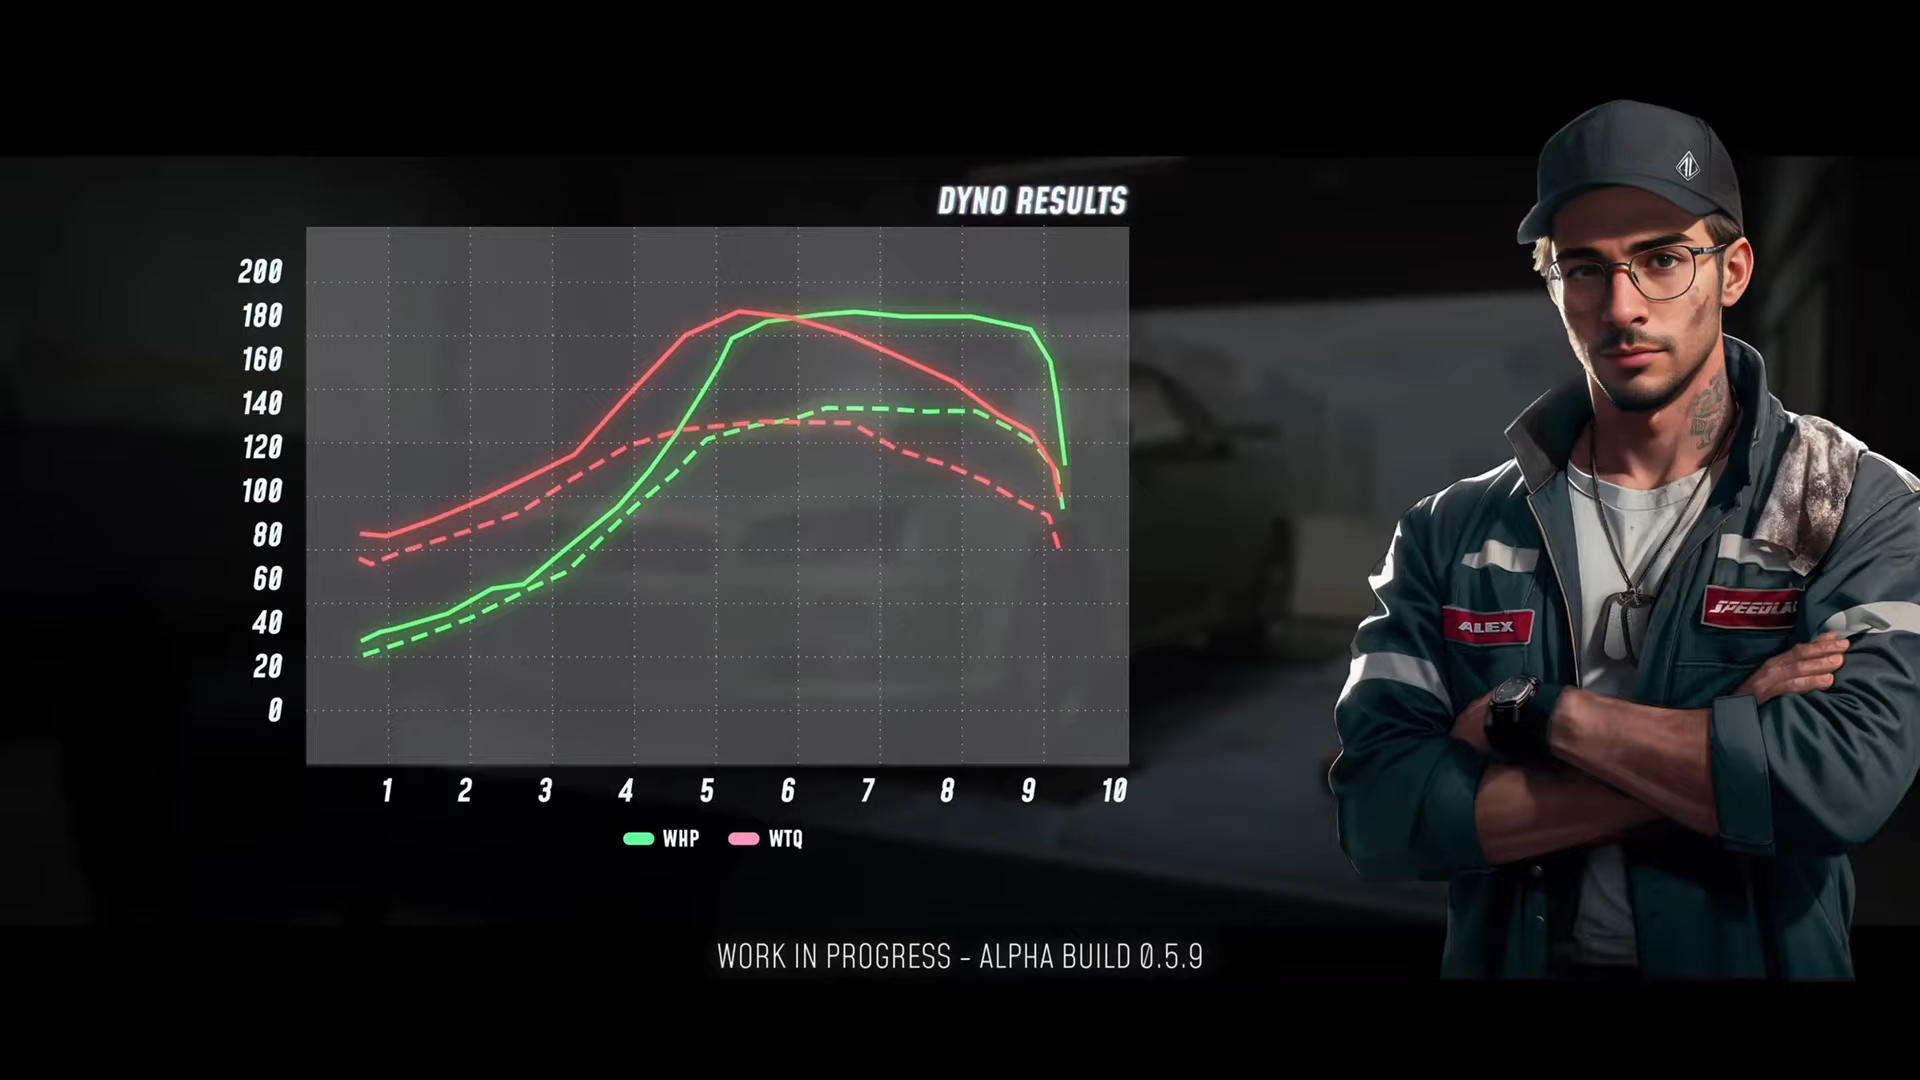 DYNO RESULTS
200
180
160
140
120
100
80
60
40
20
0
1 2 3 4 5 6 7 8 9 10
WHP WTQ
ALEX
WORK IN PROGRESS - ALPHA BUILD 0.5.9